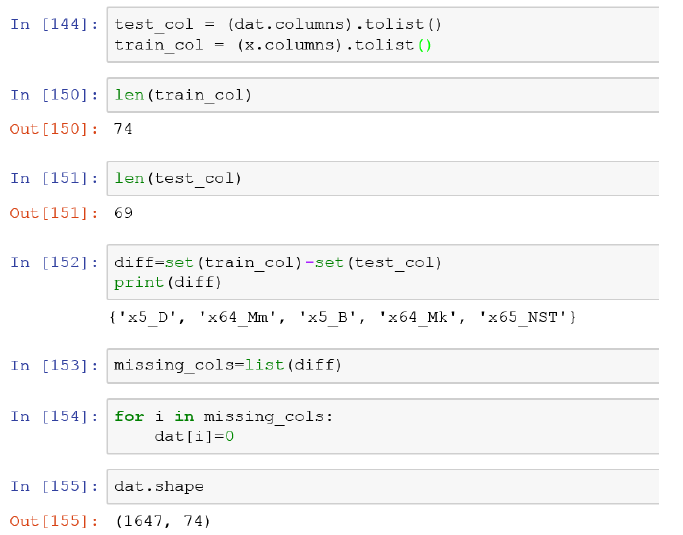 In [144]: test_col = (dat.columns).tolist()
train_col = (x.columns).tolist()
In [150]: len(train_col)
Out[150]: 74
In [151]: len(test_col)
Out[151]: 69
In [152]: diff=set(train_col)-set(test_col)
print(diff)
{'x5_D', 'x64_Mm', 'x5_B', 'x64_Mk', 'x65_NST'}
In [153]: missing_cols=list(diff)
In [154]: for i in missing_cols:
    dat[i]=0
In [155]: dat.shape
Out[155]: (1647, 74)